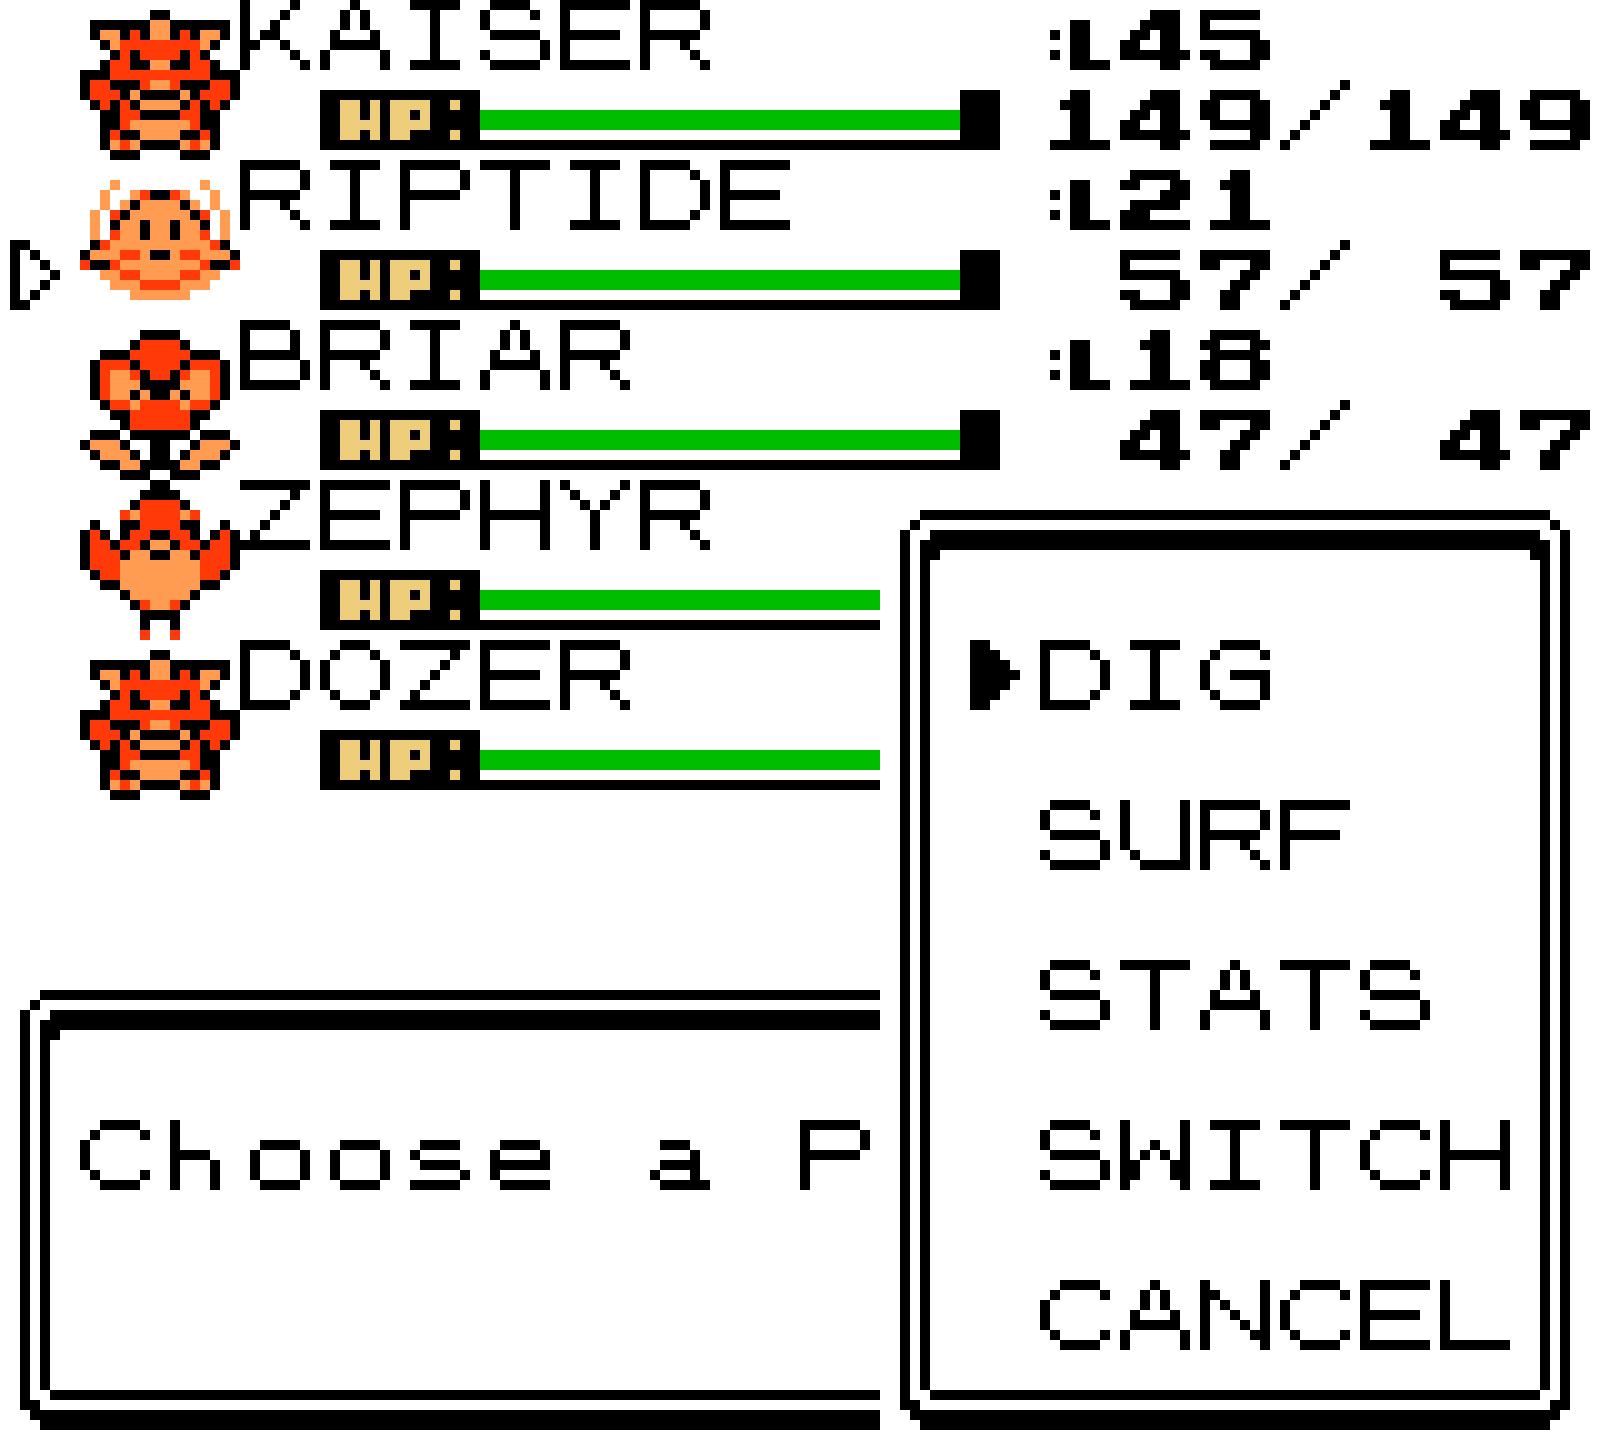 KAISER :L45
HP: 149/149
RIPTIDE :L21
HP: 57/ 57
BRIAR :L18
HP: 47/ 47
ZEPHYR
HP:
DOZER
HP:
DIG
SURF
STATS
SWITCH
CANCEL
Choose a P